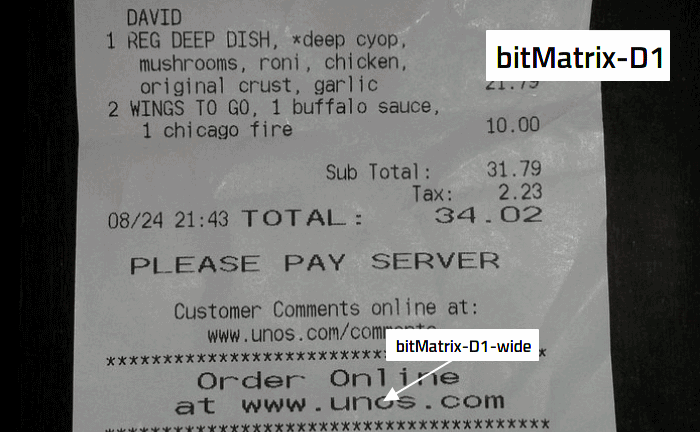 DAVID
1 REG DEEP DISH, *deep cyop,
mushrooms, roni, chicken,
original crust, garlic 21.79
bitMatrix-D1
2 WINGS TO GO, 1 buffalo sauce,
1 chicago fire 10.00
Sub Total: 31.79
Tax: 2.23
08/24 21:43 TOTAL: 34.02
PLEASE PAY SERVER
Customer Comments online at:
www.unos.com/comments
bitMatrix-D1-wide
***************************************
Order Online
at www.unos.com
***************************************